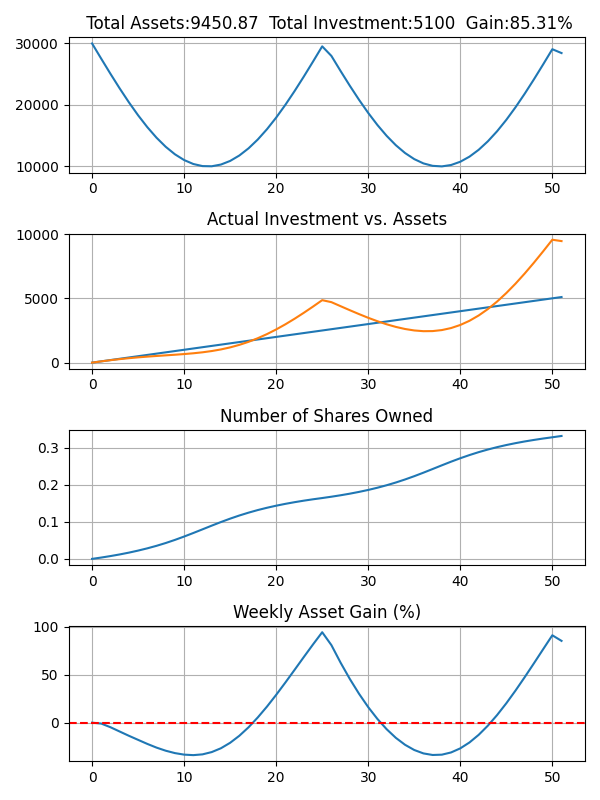 Total Assets:9450.87  Total Investment:5100  Gain:85.31%
30000
20000
10000
0 10 20 30 40 50
Actual Investment vs. Assets
10000
5000
0
0 10 20 30 40 50
Number of Shares Owned
0.3
0.2
0.1
0.0
0 10 20 30 40 50
Weekly Asset Gain (%)
100
50
0
0 10 20 30 40 50